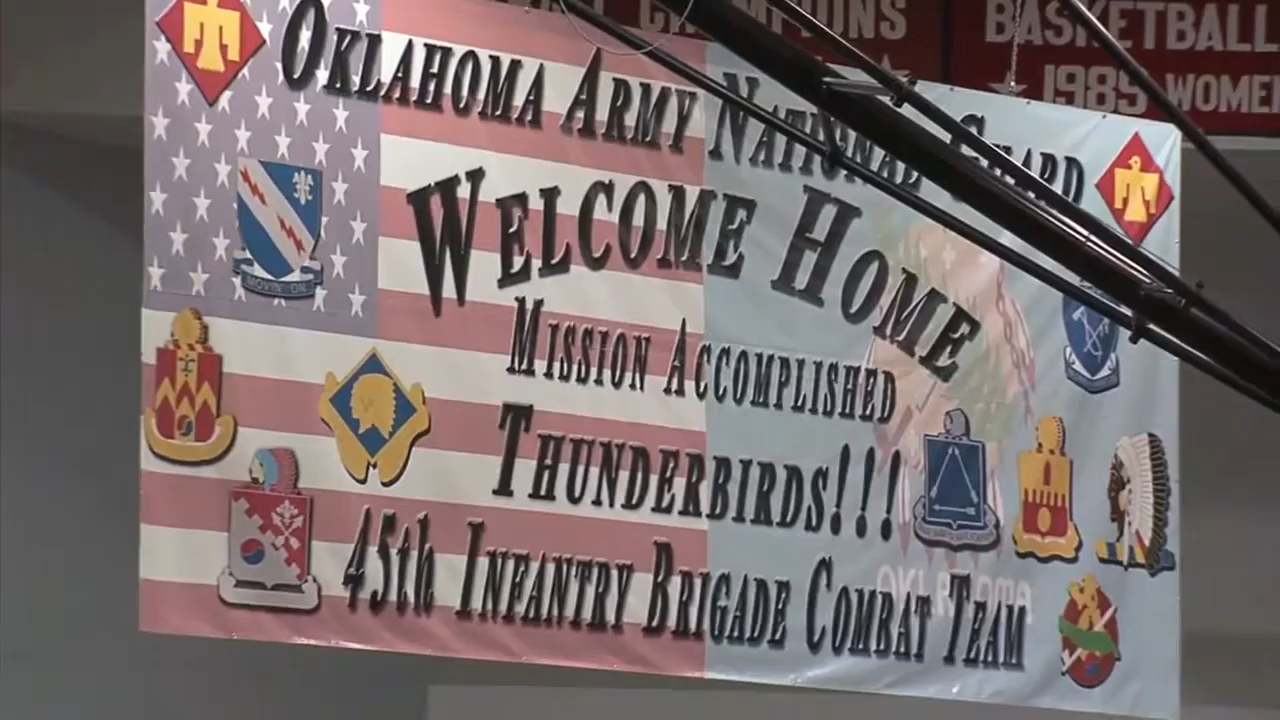 CHAMPIONS
BASKETBALL
1985 WOMEN
OKLAHOMA ARMY NATIONAL GUARD
WELCOME HOME
MOVIN' ON
MISSION ACCOMPLISHED
THUNDERBIRDS!!!
45th INFANTRY BRIGADE COMBAT TEAM
OKLAHOMA